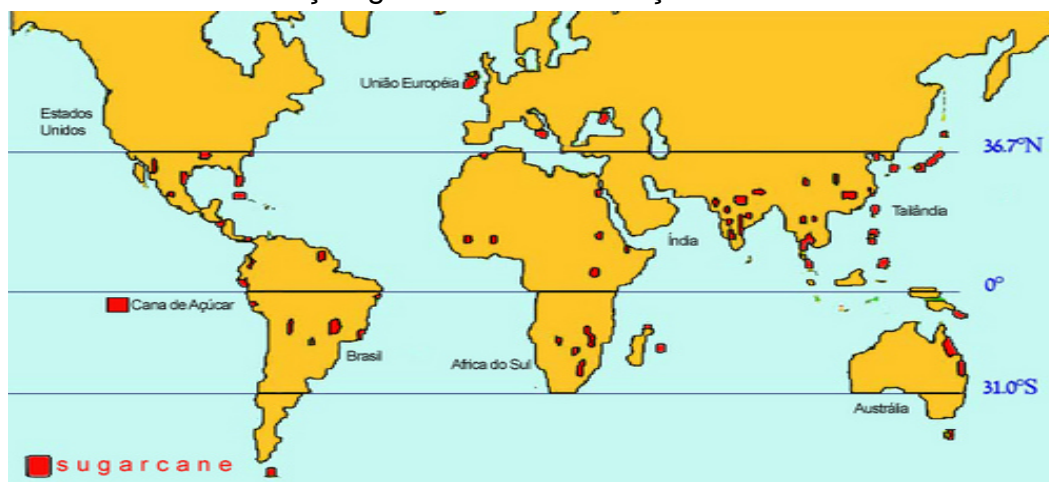 União Européia
Estados
Unidos
36.7°N
Tailândia
Índia
0°
Cana de Açúcar
Brasil
Africa do Sul
31.0°S
Austrália
sugarcane